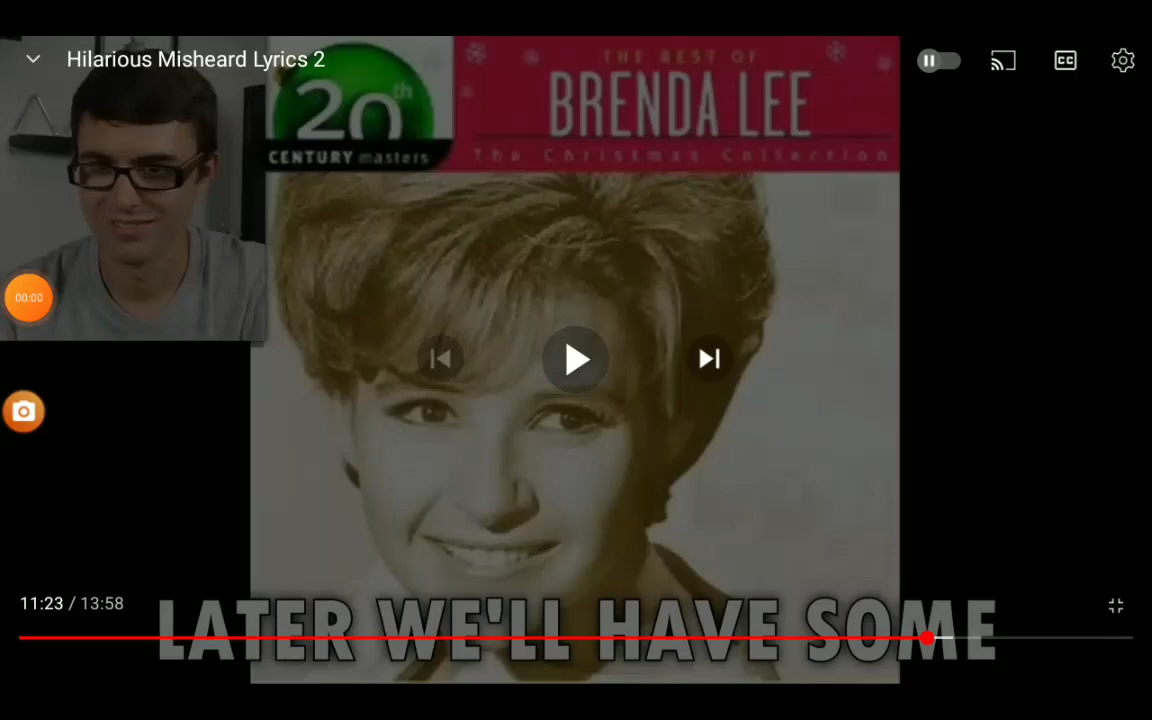 Hilarious Misheard Lyrics 2
CC
20th
CENTURY masters
THE BEST OF
BRENDA LEE
The Christmas Collection
00:00
11:23 / 13:58
LATER WE'LL HAVE SOME